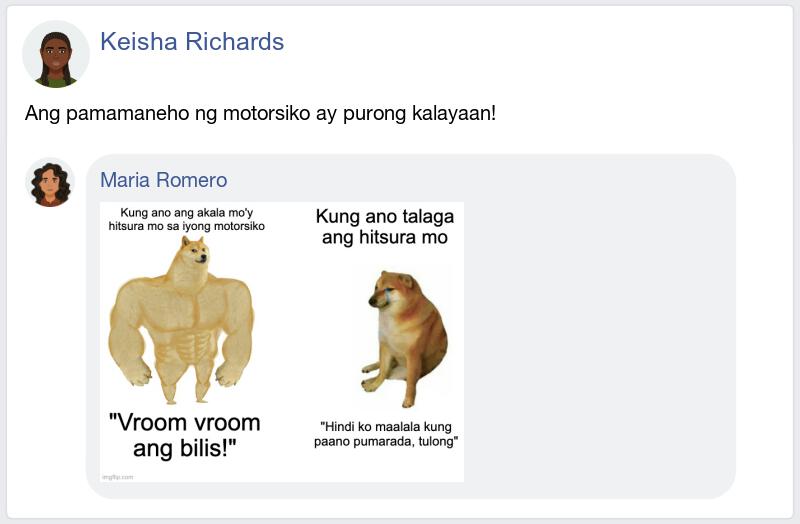 Keisha Richards
Ang pamamaneho ng motorsiko ay purong kalayaan!
Maria Romero
Kung ano ang akala mo'y
hitsura mo sa iyong motorsiko
"Vroom vroom
ang bilis!"
Kung ano talaga
ang hitsura mo
"Hindi ko maalala kung
paano pumarada, tulong"
imgflip.com